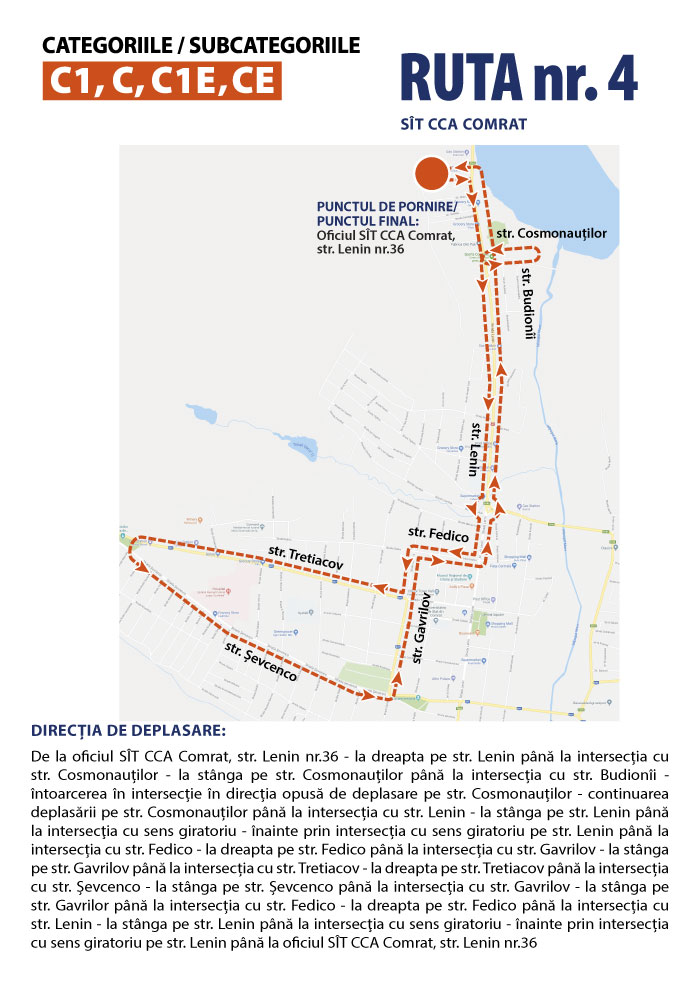 CATEGORIILE / SUBCATEGORIILE
C1, C, C1E, CE
RUTA nr. 4
SÎT CCA COMRAT
PUNCTUL DE PORNIRE/
PUNCTUL FINAL:
Oficiul SÎT CCA Comrat,
str. Lenin nr.36
str. Cosmonauţilor
str. Budionîi
str. Lenin
str. Fedico
str. Tretiacov
str. Gavrilov
str. Şevcenco
DIRECŢIA DE DEPLASARE:
De la oficiul SÎT CCA Comrat, str. Lenin nr.36 - la dreapta pe str. Lenin până la intersecţia cu
str. Cosmonauţilor - la stânga pe str. Cosmonauţilor până la intersecţia cu str. Budionîi -
întoarcerea în intersecţie în direcţia opusă de deplasare pe str. Cosmonauţilor - continuarea
deplasării pe str. Cosmonauţilor până la intersecţia cu str. Lenin - la stânga pe str. Lenin până
la intersecţia cu sens giratoriu - înainte prin intersecţia cu sens giratoriu pe str. Lenin până la
intersecţia cu str. Fedico - la dreapta pe str. Fedico până la intersecţia cu str. Gavrilov - la stânga
pe str. Gavrilov până la intersecţia cu str. Tretiacov - la dreapta pe str. Tretiacov până la intersecţia
cu str. Şevcenco - la stânga pe str. Şevcenco până la intersecţia cu str. Gavrilov - la stânga pe
str. Gavrilor până la intersecţia cu str. Fedico - la dreapta pe str. Fedico până la intersecţia cu
str. Lenin - la stânga pe str. Lenin până la intersecţia cu sens giratoriu - înainte prin intersecţia
cu sens giratoriu pe str. Lenin până la oficiul SÎT CCA Comrat, str. Lenin nr.36